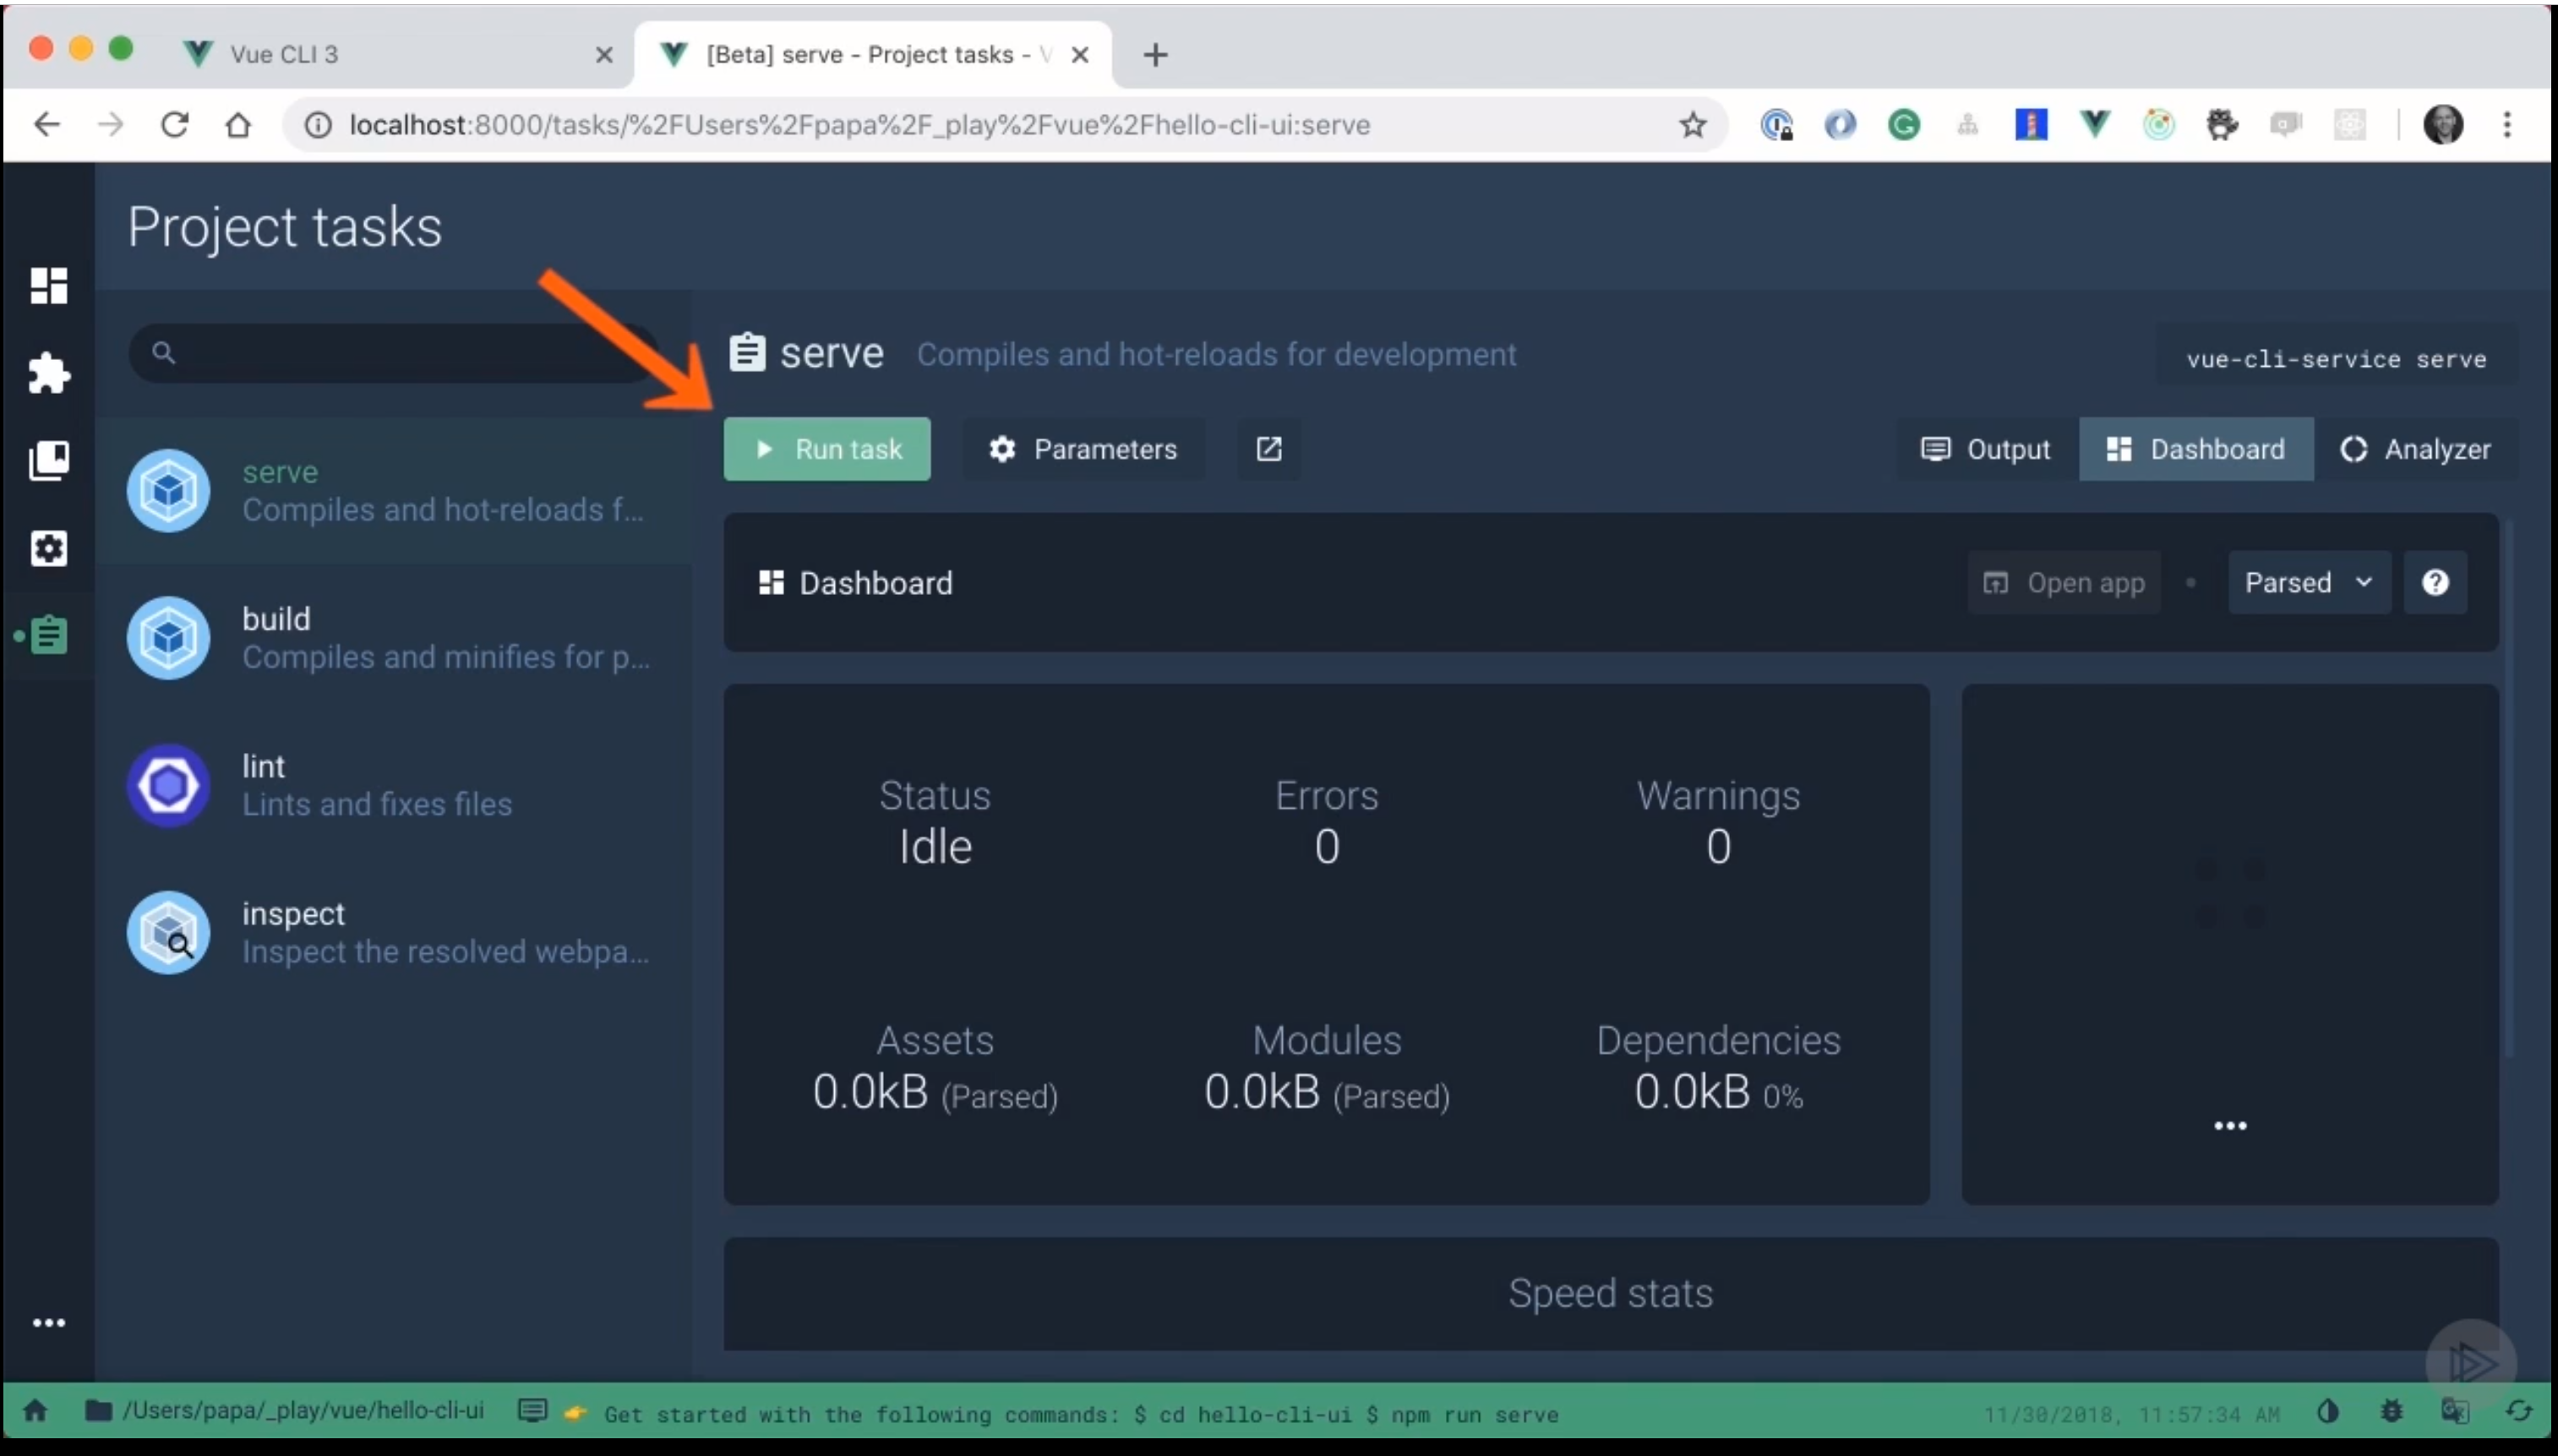 Vue CLI 3
[Beta] serve - Project tasks - V
localhost:8000/tasks/%2FUsers%2Fpapa%2F_play%2Fvue%2Fhello-cli-ui:serve
Project tasks
serve Compiles and hot-reloads for development
vue-cli-service serve
Run task
Parameters
Output
Dashboard
Analyzer
serve
Compiles and hot-reloads f...
build
Compiles and minifies for p...
lint
Lints and fixes files
inspect
Inspect the resolved webpa...
Dashboard
Open app
Parsed
Status
Idle
Errors
0
Warnings
0
Assets
0.0kB (Parsed)
Modules
0.0kB (Parsed)
Dependencies
0.0kB 0%
Speed stats
/Users/papa/_play/vue/hello-cli-ui
Get started with the following commands: $ cd hello-cli-ui $ npm run serve
11/30/2018, 11:57:34 AM